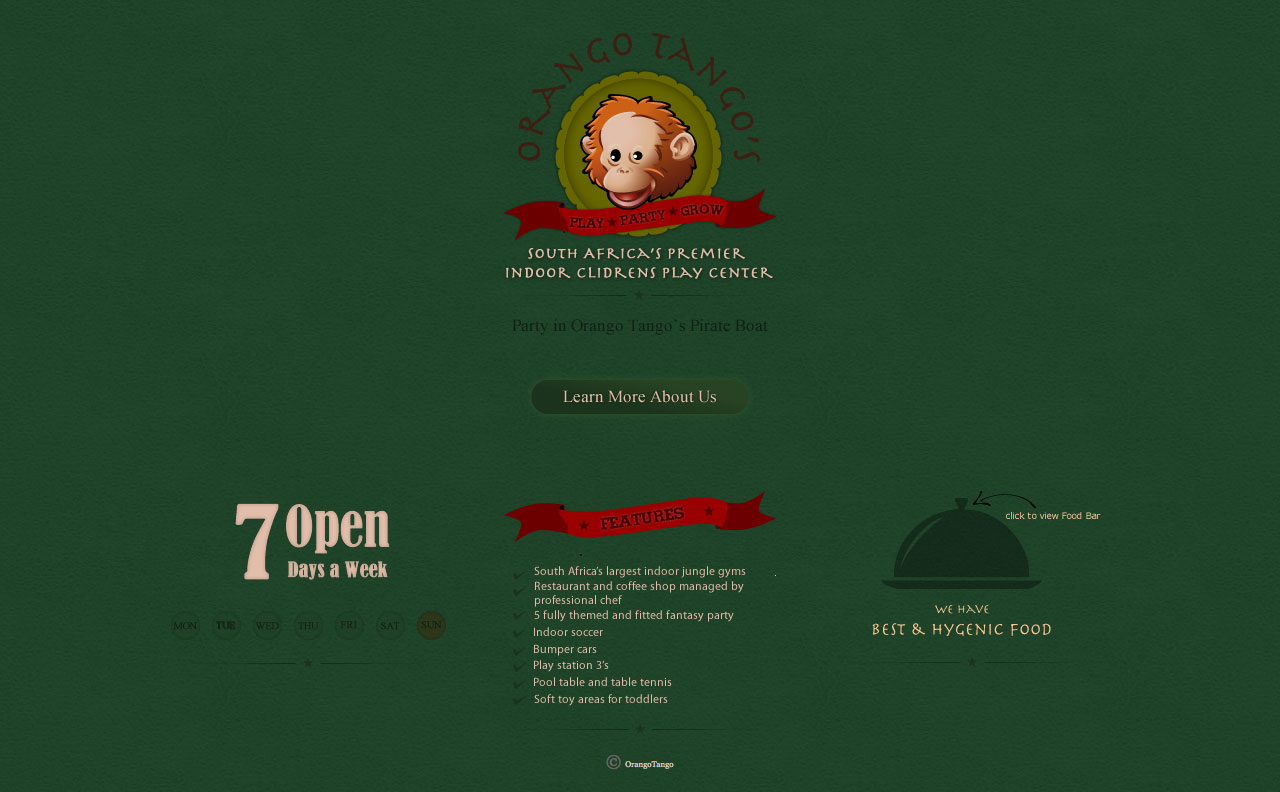 ORANGO TANGO'S
PLAY ★ PARTY ★ GROW
SOUTH AFRICA'S PREMIER
INDOOR CLIDRENS PLAY CENTER
Party in Orango Tango's Pirate Boat
Learn More About Us
7 Open
Days a Week
MON TUE WED THU FRI SAT SUN
★ FEATURES ★
South Africa's largest indoor jungle gyms
Restaurant and coffee shop managed by
professional chef
5 fully themed and fitted fantasy party
Indoor soccer
Bumper cars
Play station 3's
Pool table and table tennis
Soft toy areas for toddlers
click to view Food Bar
WE HAVE
BEST & HYGENIC FOOD
© OrangoTango